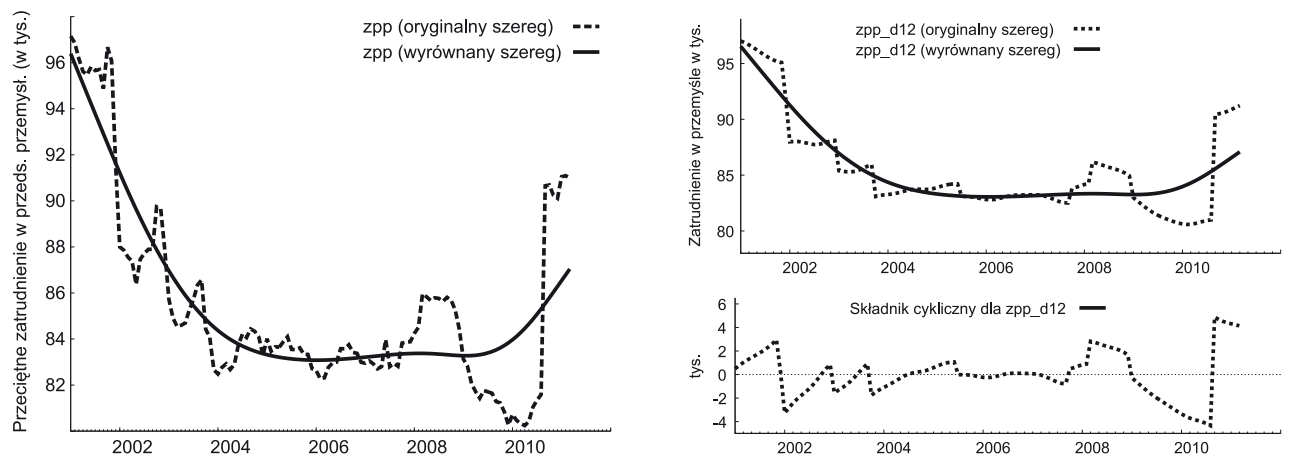 Przeciętne zatrudnienie w przeds. przemysł. (w tys.)
zpp (oryginalny szereg)
zpp (wyrównany szereg)
96
94
92
90
88
86
84
82
2002 2004 2006 2008 2010
Zatrudnienie w przemyśle w tys.
zpp_d12 (oryginalny szereg)
zpp_d12 (wyrównany szereg)
95
90
85
80
2002 2004 2006 2008 2010
tys.
Składnik cykliczny dla zpp_d12
6
4
2
0
−2
−4
2002 2004 2006 2008 2010